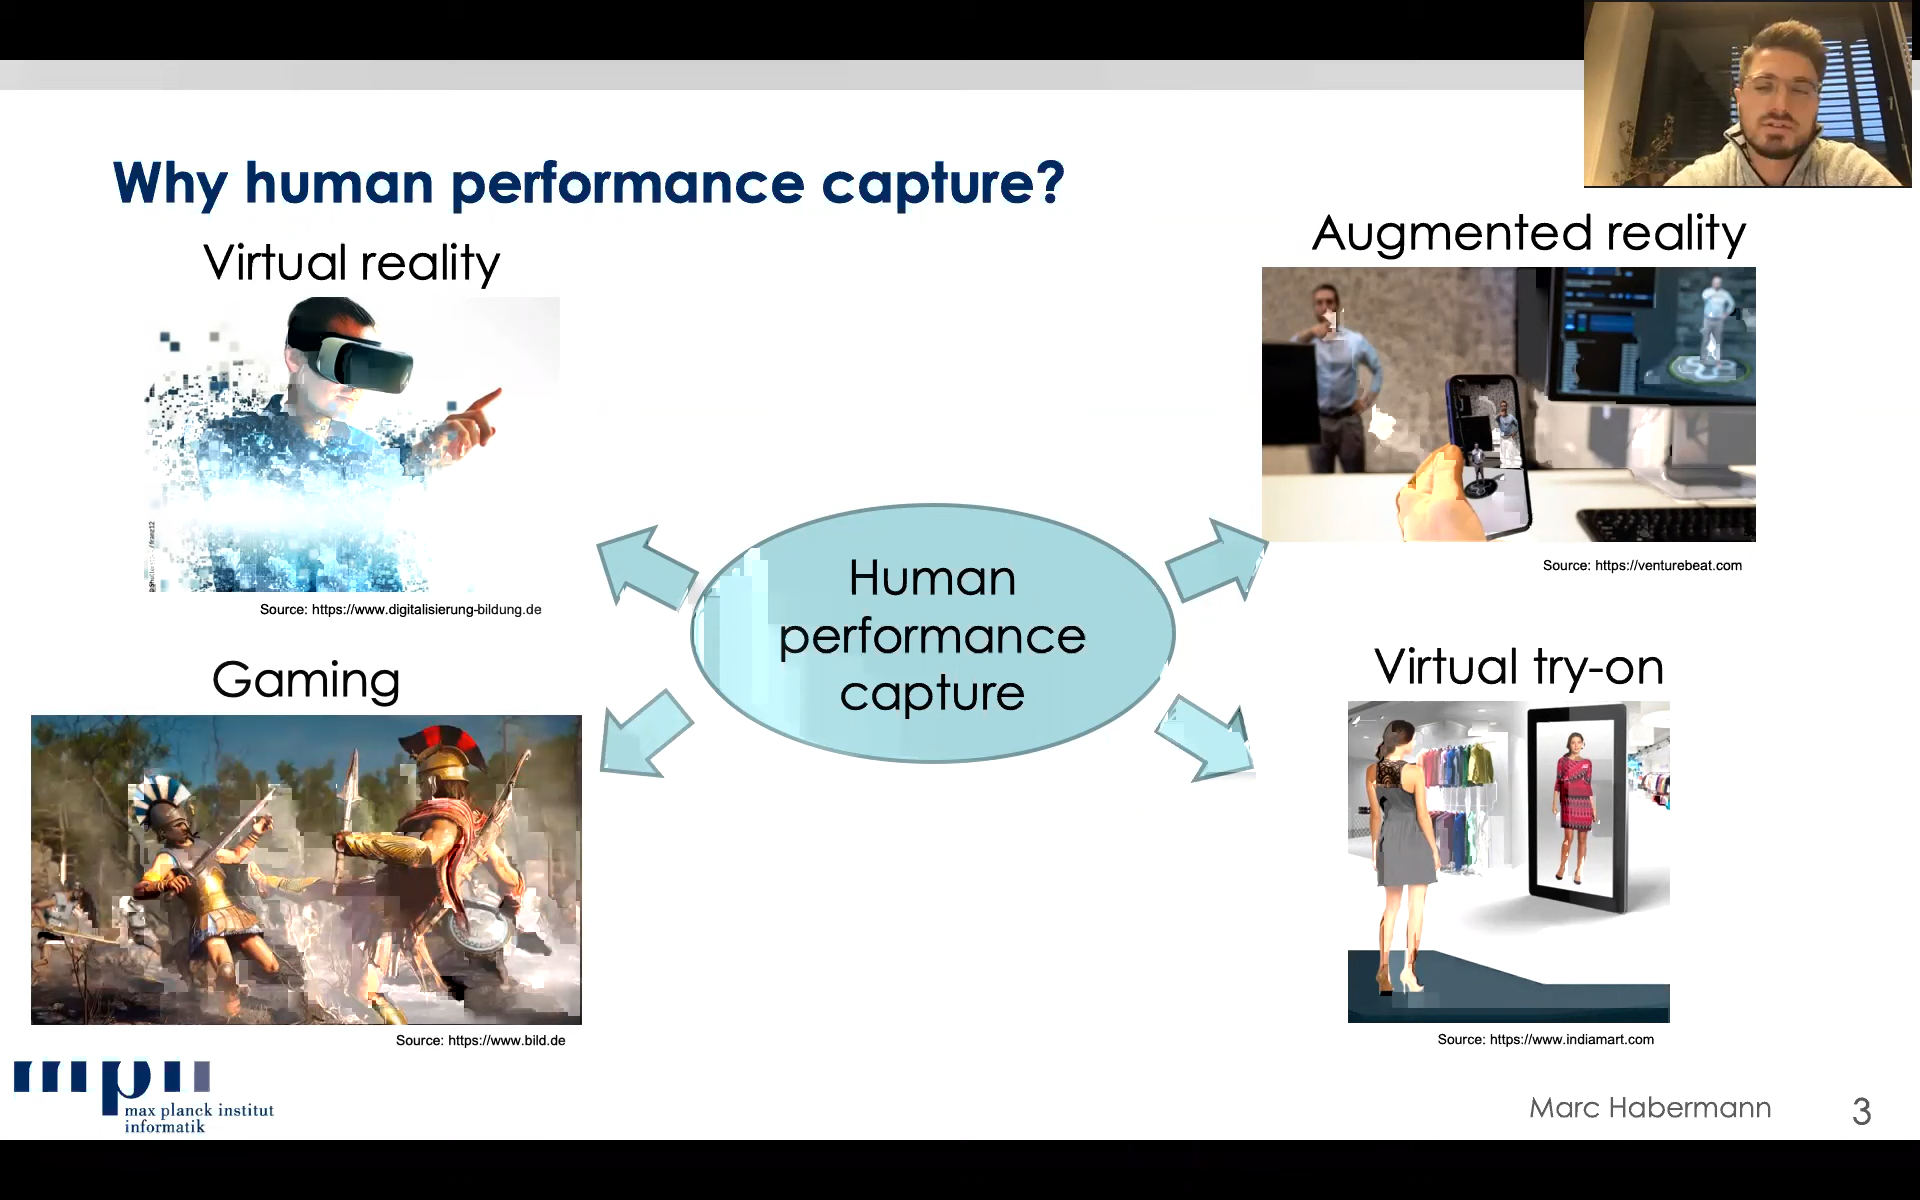 Why human performance capture?
Virtual reality
Source: https://www.digitalisierung-bildung.de
Gaming
Source: https://www.bild.de
Human
performance
capture
Augmented reality
Source: https://venturebeat.com
Virtual try-on
Source: https://www.indiamart.com
max planck institut
informatik
Marc Habermann
3